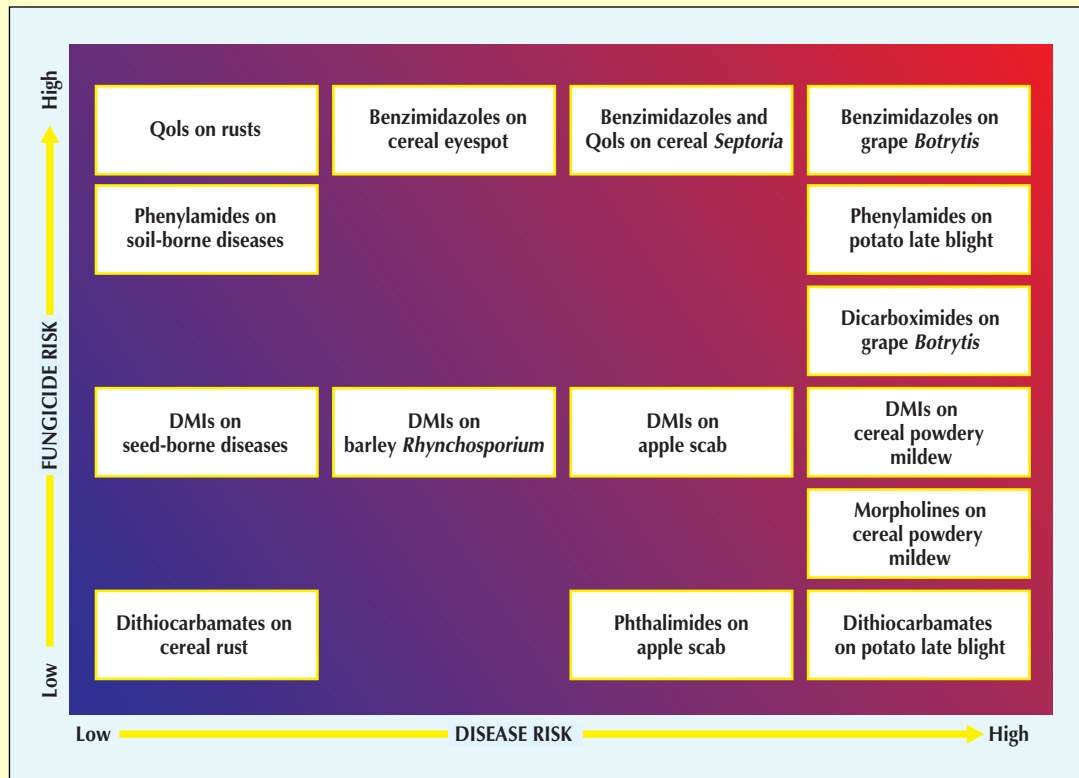 High
FUNGICIDE RISK
Low
QoIs on rusts
Benzimidazoles on
cereal eyespot
Benzimidazoles and
QoIs on cereal Septoria
Benzimidazoles on
grape Botrytis
Phenylamides on
soil-borne diseases
Phenylamides on
potato late blight
Dicarboximides on
grape Botrytis
DMIs on
seed-borne diseases
DMIs on
barley Rhynchosporium
DMIs on
apple scab
DMIs on
cereal powdery
mildew
Morpholines on
cereal powdery
mildew
Dithiocarbamates on
cereal rust
Phthalimides on
apple scab
Dithiocarbamates
on potato late blight
Low
DISEASE RISK
High